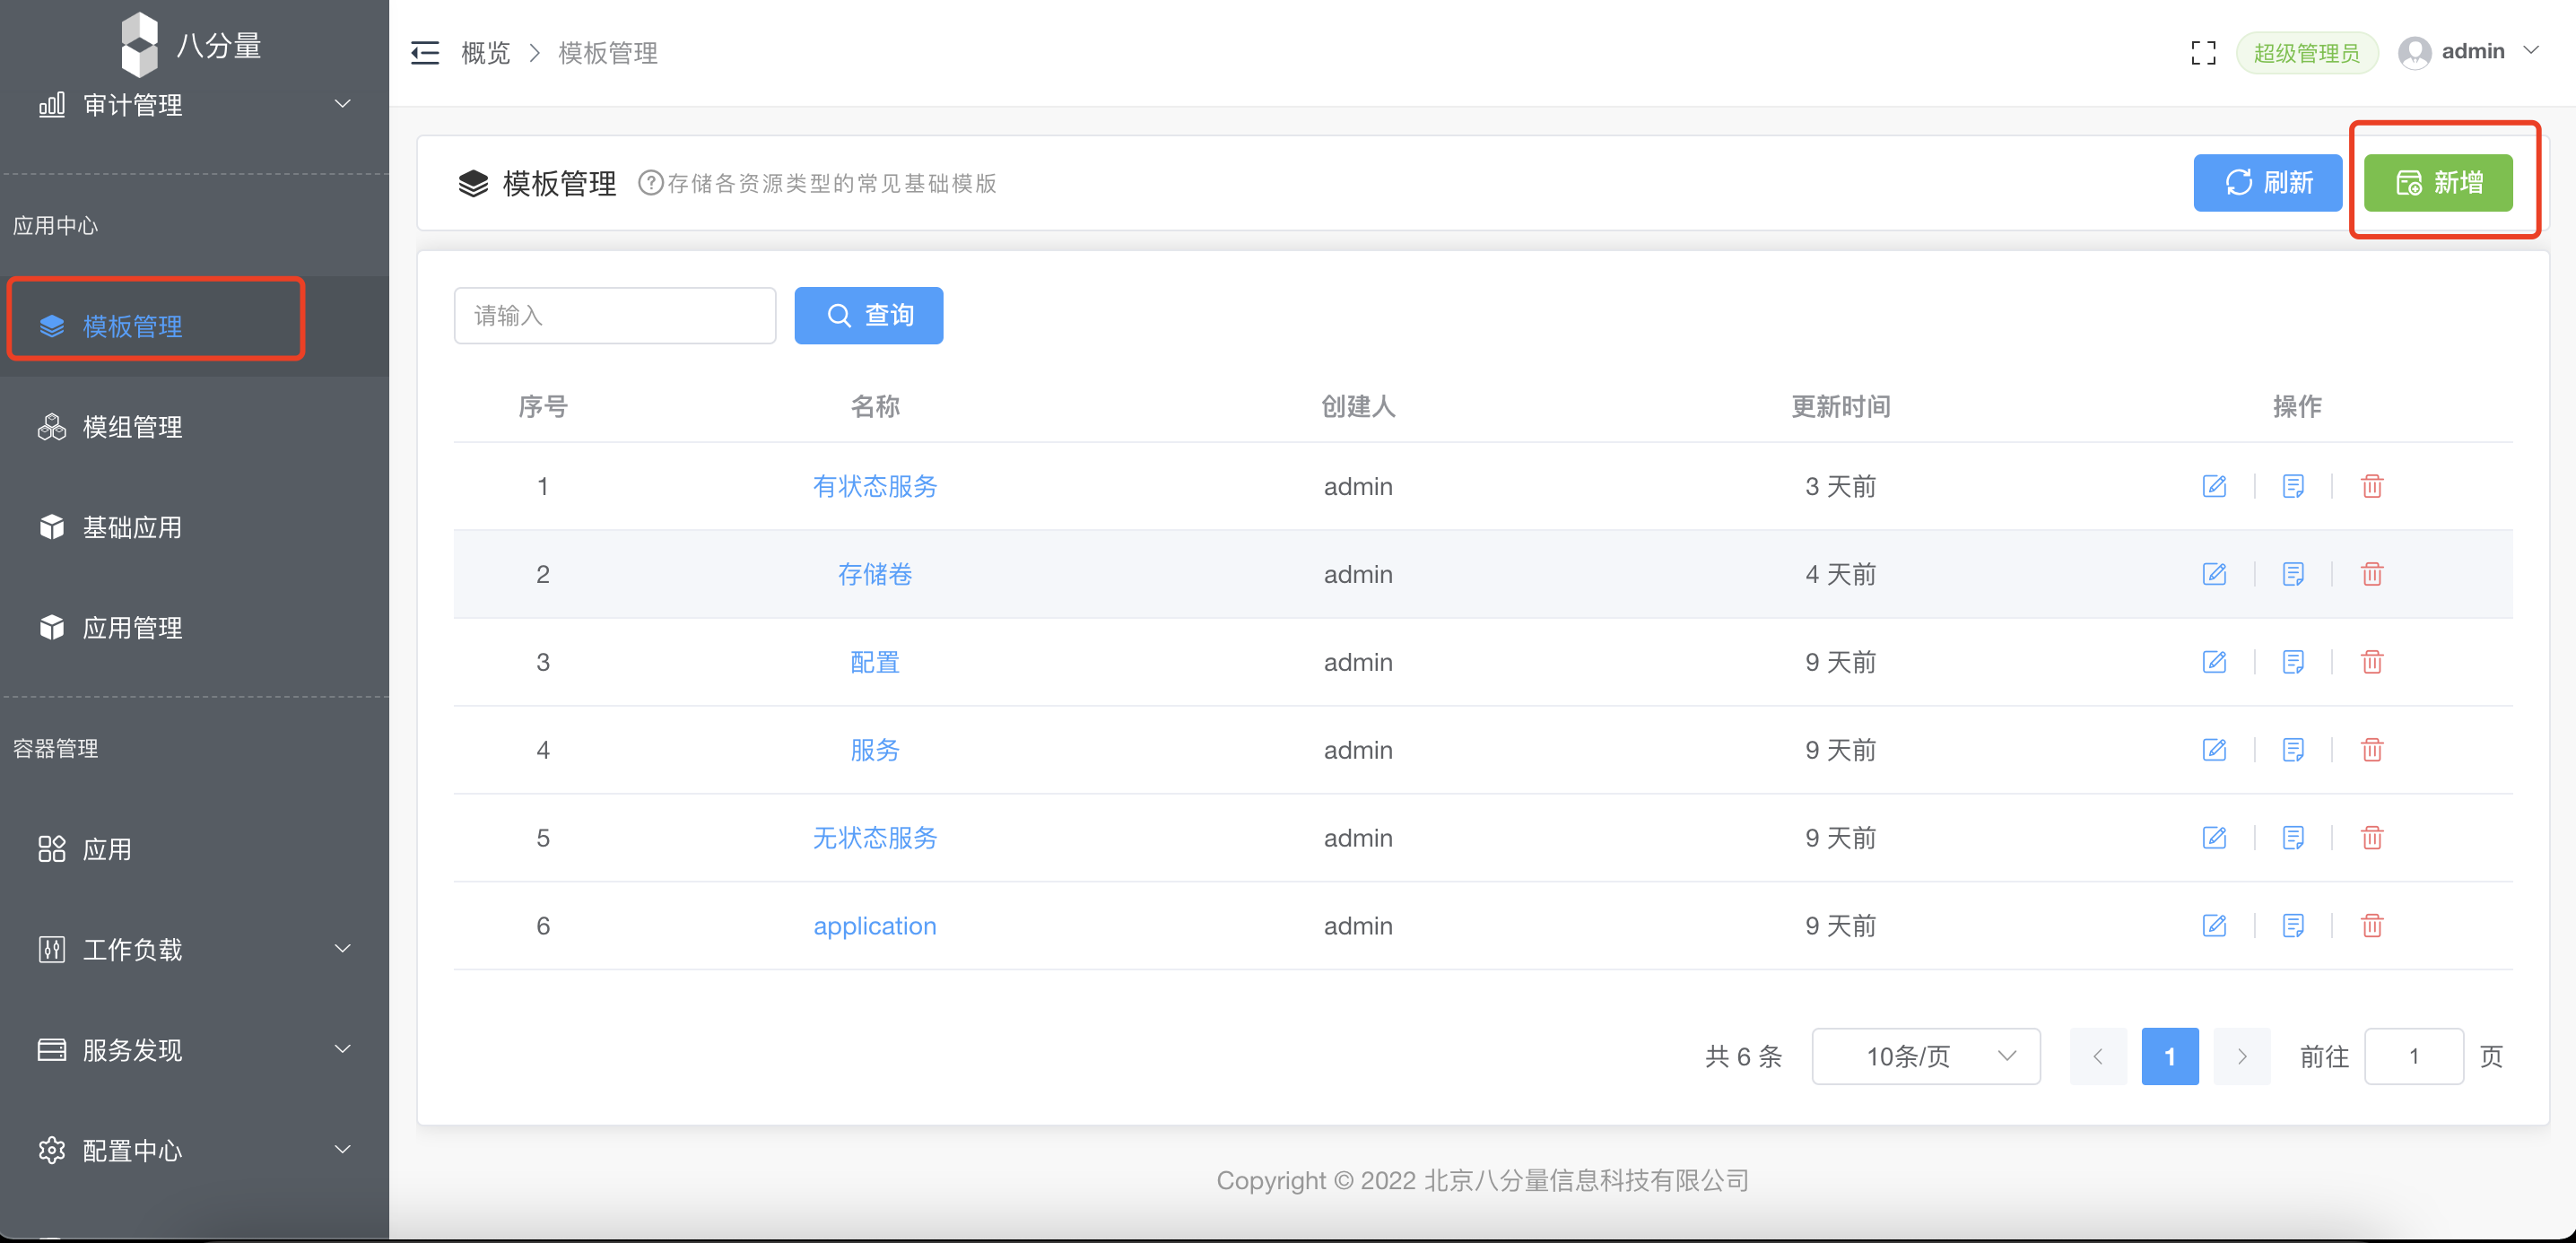 八分量
审计管理
应用中心
模板管理
模组管理
基础应用
应用管理
容器管理
应用
工作负载
服务发现
配置中心
概览 > 模板管理
超级管理员 admin
模板管理 ?存储各资源类型的常见基础模版
刷新 新增
请输入 查询
序号 名称 创建人 更新时间 操作
1 有状态服务 admin 3 天前
2 存储卷 admin 4 天前
3 配置 admin 9 天前
4 服务 admin 9 天前
5 无状态服务 admin 9 天前
6 application admin 9 天前
共 6 条 10条/页 < 1 > 前往 1 页
Copyright © 2022 北京八分量信息科技有限公司